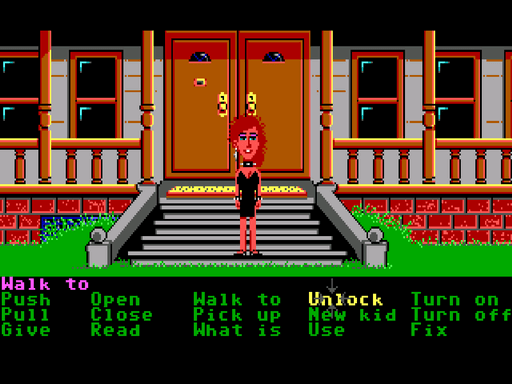 Walk to
Push Open Walk to Unlock Turn on
Pull Close Pick up New kid Turn off
Give Read What is Use Fix